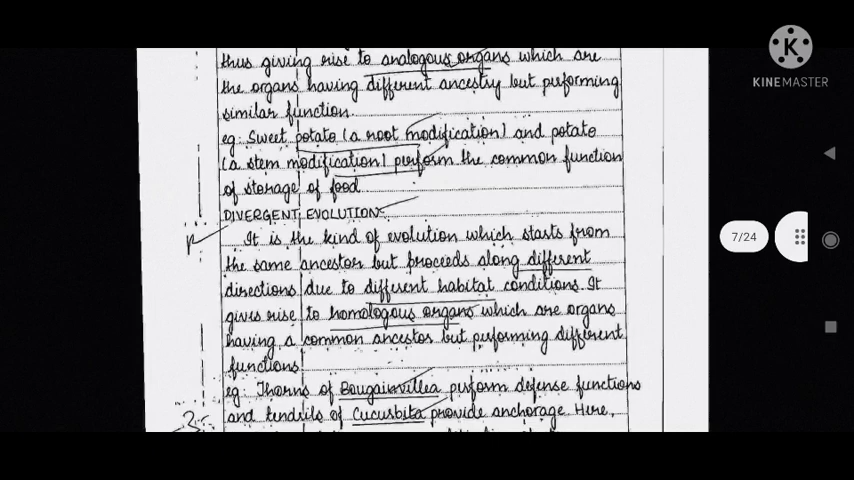 thus giving rise to analogous organs which are
the organs having different ancestry but performing
similar function.
eg: Sweet potato (a root modification) and potato
(a stem modification) perform the common function
of storage of food
DIVERGENT EVOLUTION
It is the kind of evolution which starts from
the same ancestor but proceeds along different
directions due to different habitat conditions. It
gives rise to homologous organs which are organs
having a common ancestor but performing different
functions
eg: Thorns of Bougainvillea perform defense functions
and tendrils of Cucurbita provide anchorage. Here,
K
KINEMASTER
7/24